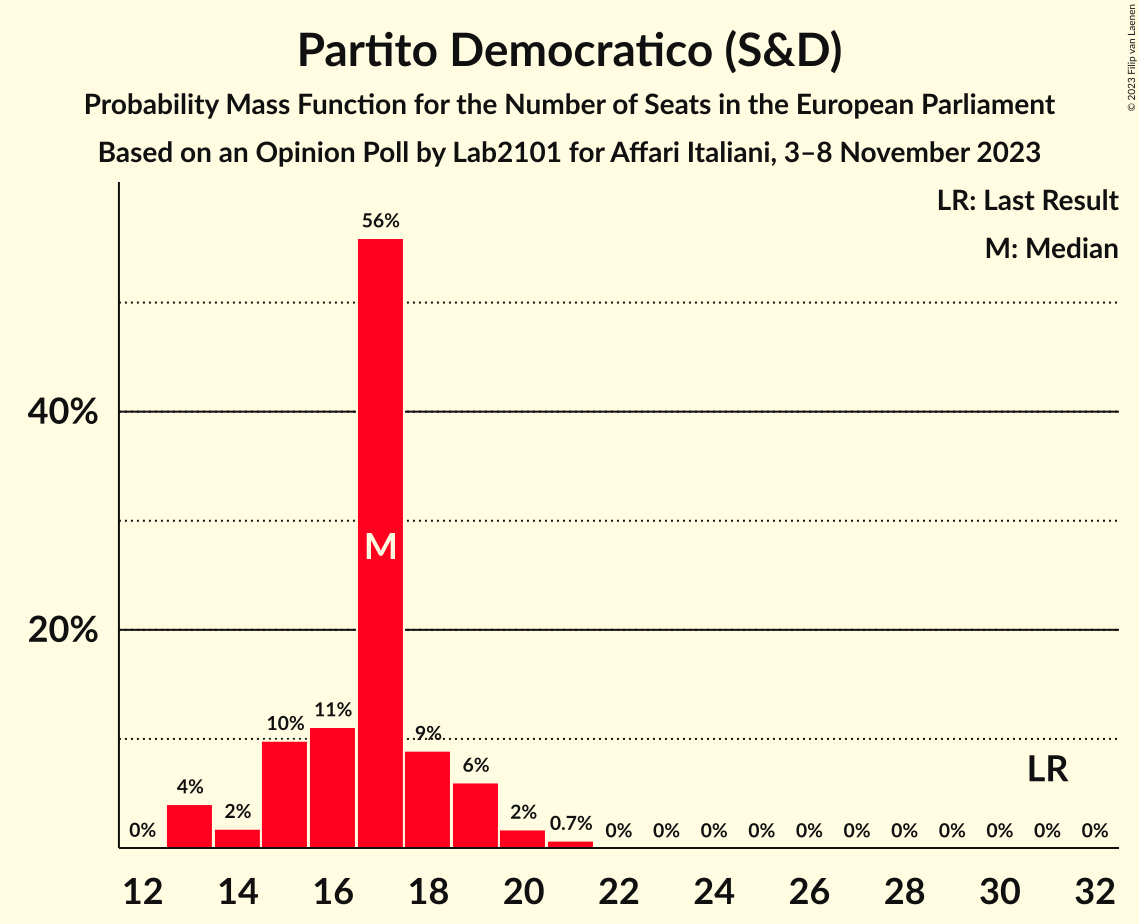 Partito Democratico (S&D)
Probability Mass Function for the Number of Seats in the European Parliament
Based on an Opinion Poll by Lab2101 for Affari Italiani, 3–8 November 2023
© 2023 Filip van Laenen
LR: Last Result
M: Median
40%
20%
0% 4% 2% 10% 11% 56% 9% 6% 2% 0.7% 0% 0% 0% 0% 0% 0% 0% 0% 0% 0% 0%
M
LR
12 14 16 18 20 22 24 26 28 30 32